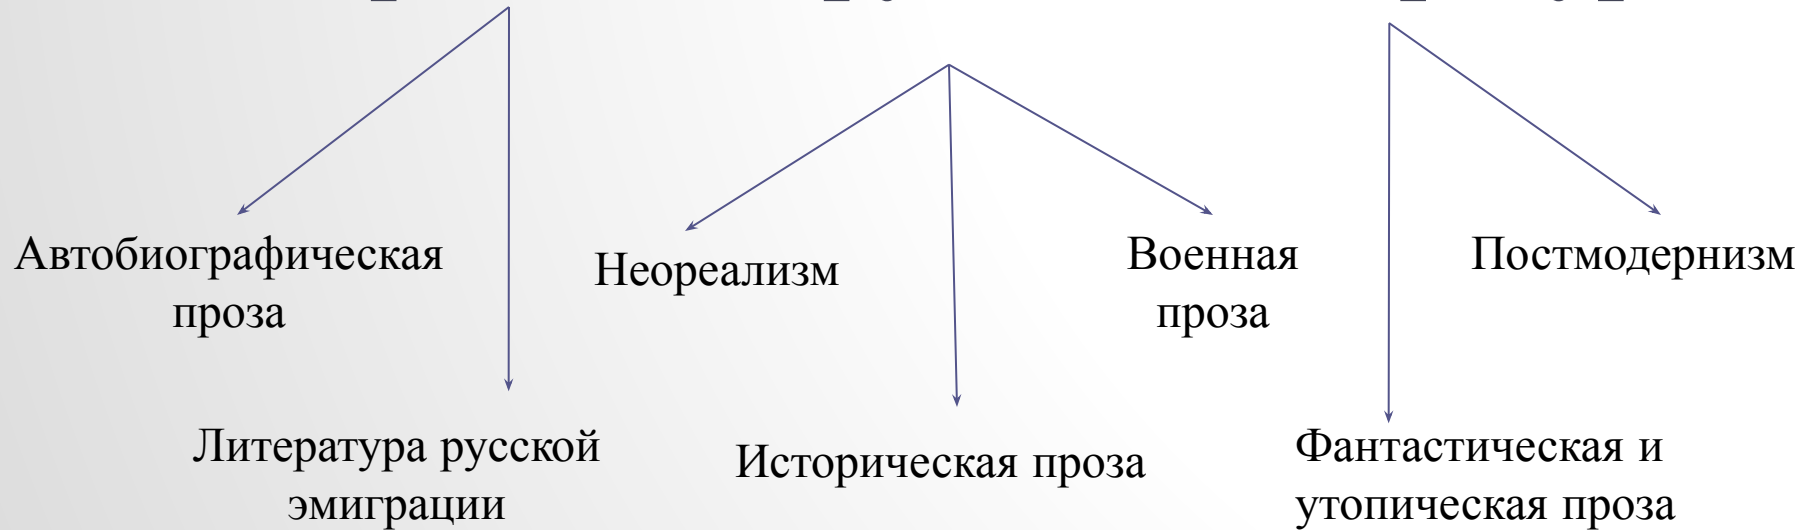 Автобиографическая
проза
Неореализм
Военная
проза
Постмодернизм
Литература русской
эмиграции
Историческая проза
Фантастическая и
утопическая проза